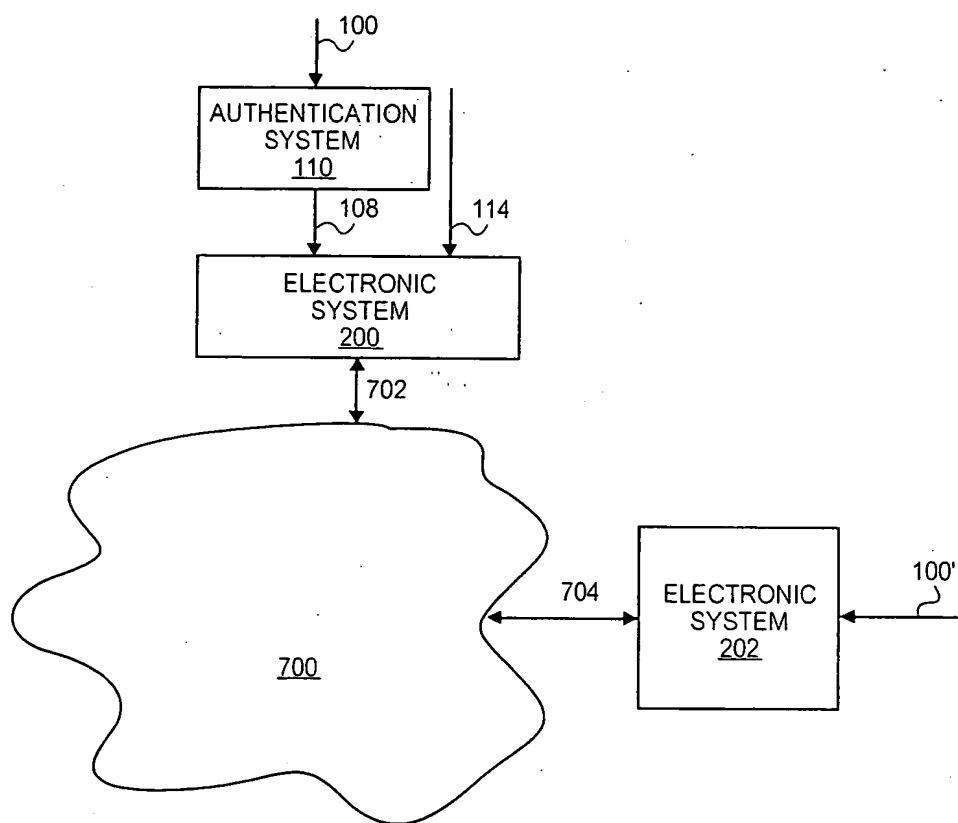 100
AUTHENTICATION
SYSTEM
110
108
114
ELECTRONIC
SYSTEM
200
702
704
ELECTRONIC
SYSTEM
202
100'
700